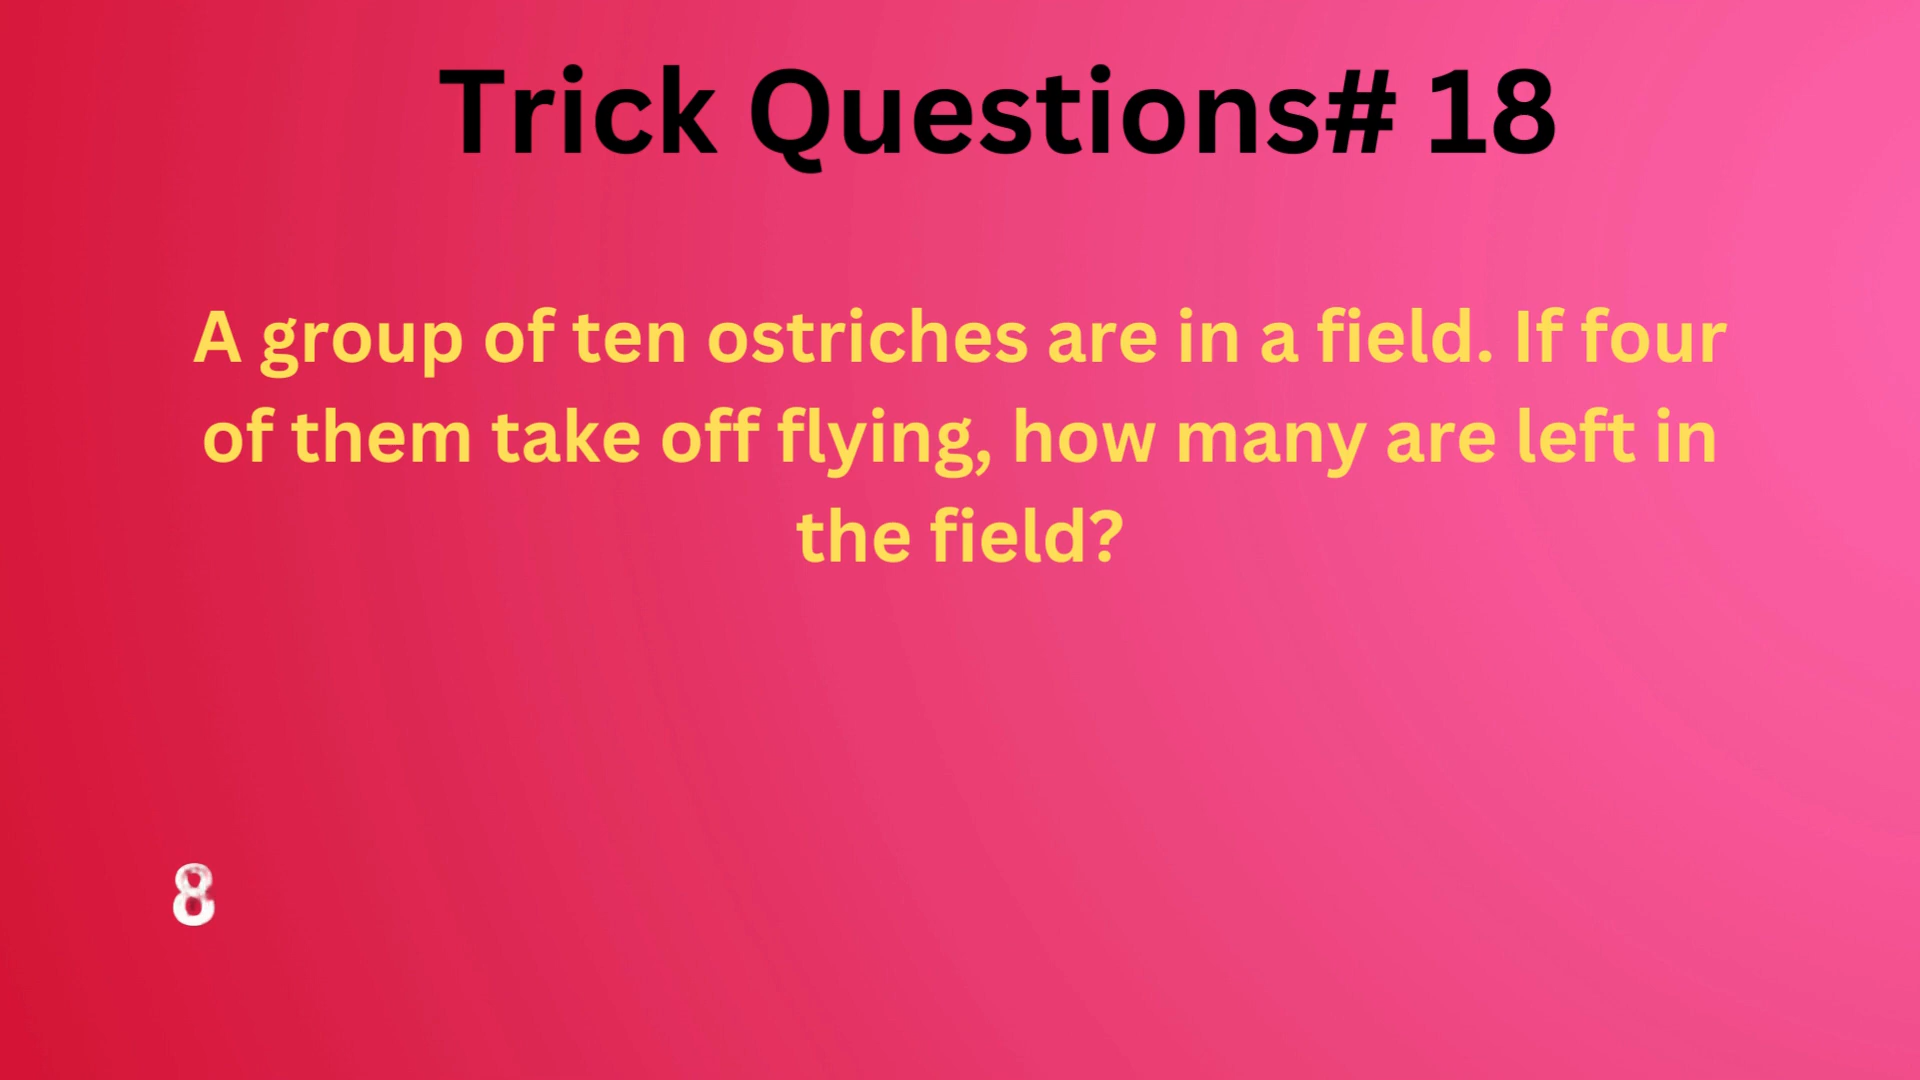 Trick Questions# 18
A group of ten ostriches are in a field. If four
of them take off flying, how many are left in
the field?
8